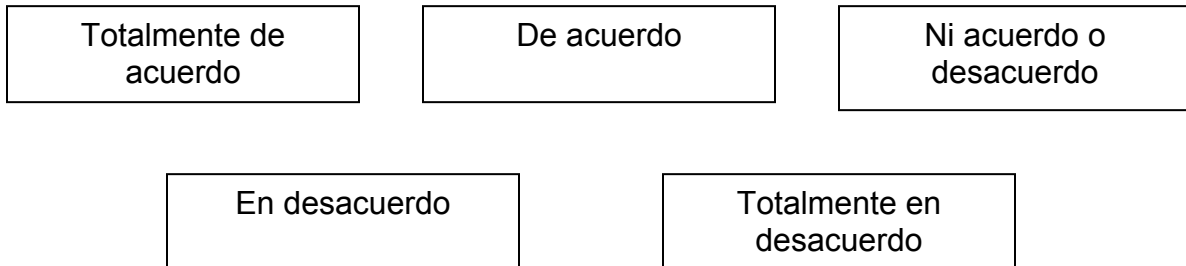 Totalmente de
acuerdo
De acuerdo
Ni acuerdo o
desacuerdo
En desacuerdo
Totalmente en
desacuerdo